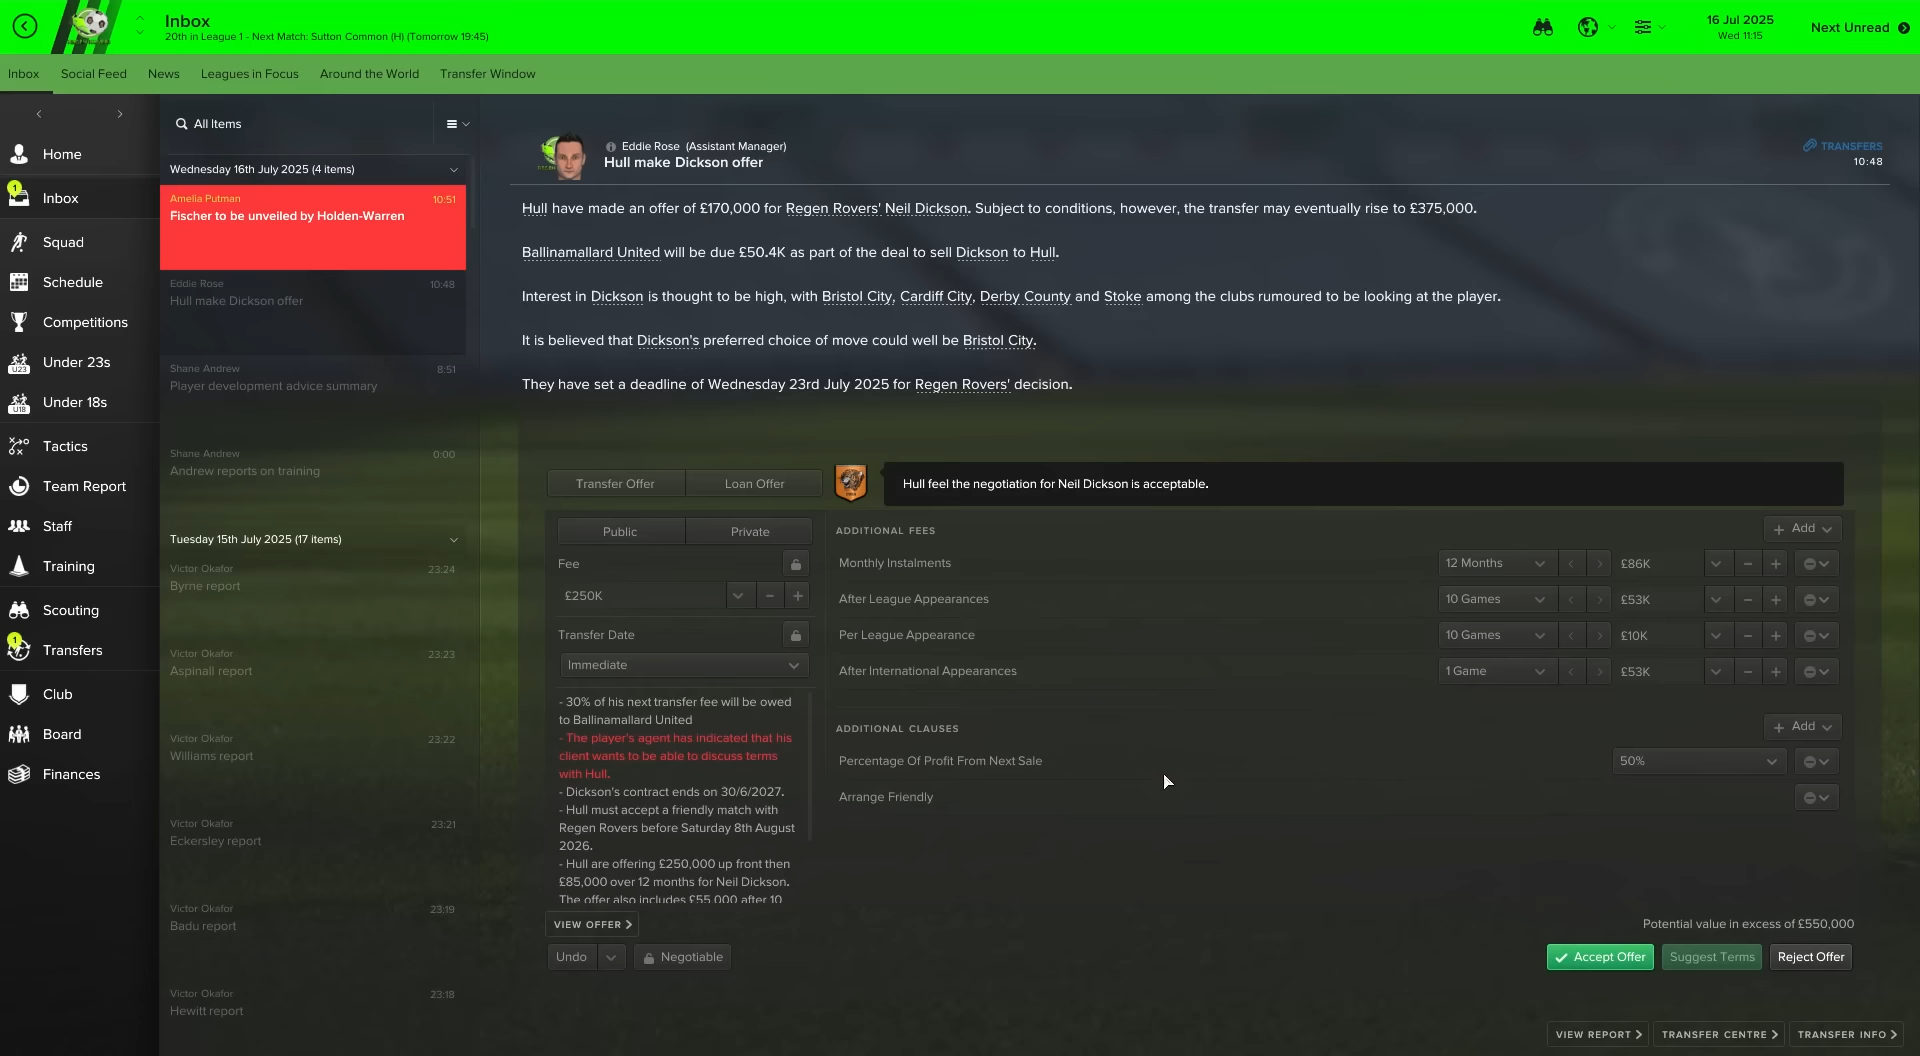 Inbox
20th in League 1 - Next Match: Sutton Common (H) (Tomorrow 19:45)
16 Jul 2025
Wed 11:15
Next Unread
Inbox
Social Feed
News
Leagues in Focus
Around the World
Transfer Window
Home
1
Inbox
Squad
Schedule
Competitions
U23
Under 23s
U18
Under 18s
Tactics
Team Report
Staff
Training
Scouting
1
Transfers
Club
Board
Finances
All Items
Wednesday 16th July 2025 (4 items)
Amelia Putman 10:51
Fischer to be unveiled by Holden-Warren
Eddie Rose 10:48
Hull make Dickson offer
Shane Andrew 8:51
Player development advice summary
Shane Andrew 0:00
Andrew reports on training
Tuesday 15th July 2025 (17 items)
Victor Okafor 23:24
Byrne report
Victor Okafor 23:23
Aspinall report
Victor Okafor 23:22
Williams report
Victor Okafor 23:21
Eckersley report
Victor Okafor 23:19
Badu report
Victor Okafor 23:18
Hewitt report
Eddie Rose (Assistant Manager)
Hull make Dickson offer
TRANSFERS
10:48
Hull have made an offer of £170,000 for Regen Rovers' Neil Dickson. Subject to conditions, however, the transfer may eventually rise to £375,000.
Ballinamallard United will be due £50.4K as part of the deal to sell Dickson to Hull.
Interest in Dickson is thought to be high, with Bristol City, Cardiff City, Derby County and Stoke among the clubs rumoured to be looking at the player.
It is believed that Dickson's preferred choice of move could well be Bristol City.
They have set a deadline of Wednesday 23rd July 2025 for Regen Rovers' decision.
Transfer Offer
Loan Offer
Hull feel the negotiation for Neil Dickson is acceptable.
Public
Private
Fee
£250K
Transfer Date
Immediate
- 30% of his next transfer fee will be owed
to Ballinamallard United
- The player's agent has indicated that his
client wants to be able to discuss terms
with Hull.
- Dickson's contract ends on 30/6/2027.
- Hull must accept a friendly match with
Regen Rovers before Saturday 8th August
2026.
- Hull are offering £250,000 up front then
£85,000 over 12 months for Neil Dickson.
The offer also includes £55,000 after 10
VIEW OFFER
Undo
Negotiable
ADDITIONAL FEES
Add
Monthly Instalments 12 Months £86K
After League Appearances 10 Games £53K
Per League Appearance 10 Games £10K
After International Appearances 1 Game £53K
ADDITIONAL CLAUSES
Add
Percentage Of Profit From Next Sale 50%
Arrange Friendly
Potential value in excess of £550,000
Accept Offer
Suggest Terms
Reject Offer
VIEW REPORT
TRANSFER CENTRE
TRANSFER INFO